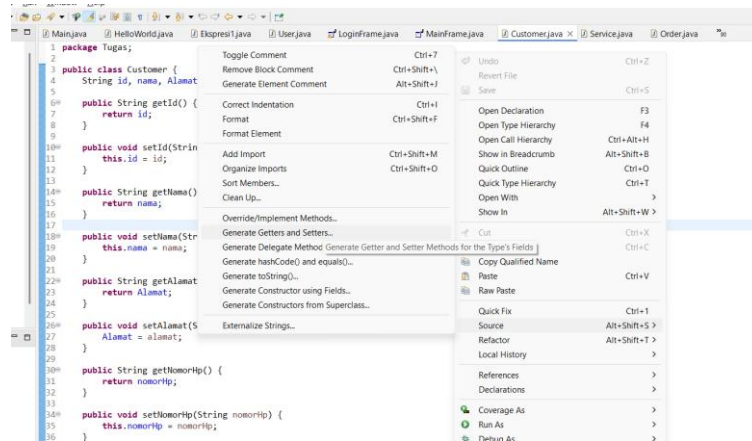 Main.java HelloWorld.java Ekspresi1.java User.java LoginFrame.java MainFrame.java Customer.java × Service.java Order.java
1 package Tugas;
2
3 public class Customer {
4 String id, nama, Alamat
5
6 public String getId() {
7 return id;
8 }
9
10 public void setId(Strin
11 this.id = id;
12 }
13
14 public String getNama()
15 return nama;
16 }
17
18 public void setNama(Str
19 this.nama = nama;
20 }
21
22 public String getAlamat
23 return Alamat;
24 }
25
26 public void setAlamat(S
27 Alamat = alamat;
28 }
29
30 public String getNomorHp() {
31 return nomorHp;
32 }
33
34 public void setNomorHp(String nomorHp) {
35 this.nomorHp = nomorHp;
36 }
Toggle Comment Ctrl+7
Remove Block Comment Ctrl+Shift+\
Generate Element Comment Alt+Shift+J
Correct Indentation Ctrl+I
Format Ctrl+Shift+F
Format Element
Add Import Ctrl+Shift+M
Organize Imports Ctrl+Shift+O
Sort Members...
Clean Up...
Override/Implement Methods...
Generate Getters and Setters...
Generate Delegate Method
Generate Getter and Setter Methods for the Type's Fields
Generate hashCode() and equals()...
Generate toString()...
Generate Constructor using Fields...
Generate Constructors from Superclass...
Externalize Strings...
Undo Ctrl+Z
Revert File
Save Ctrl+S
Open Declaration F3
Open Type Hierarchy F4
Open Call Hierarchy Ctrl+Alt+H
Show in Breadcrumb Alt+Shift+B
Quick Outline Ctrl+O
Quick Type Hierarchy Ctrl+T
Open With >
Show In Alt+Shift+W >
Cut Ctrl+X
Copy Ctrl+C
Copy Qualified Name
Paste Ctrl+V
Raw Paste
Quick Fix Ctrl+1
Source Alt+Shift+S >
Refactor Alt+Shift+T >
Local History >
References >
Declarations >
Coverage As >
Run As >
Debug As >